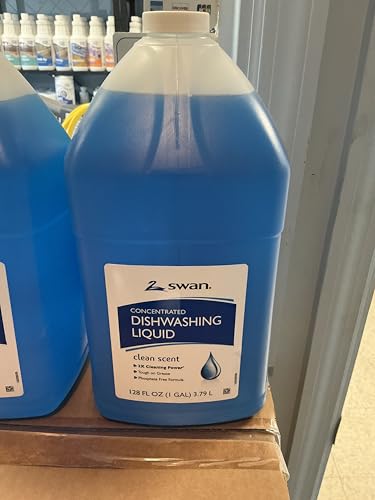 swan.
CONCENTRATED
DISHWASHING
LIQUID
clean scent
2X Cleaning Power*
Tough on Grease
Phosphate Free Formula
128 FL OZ (1 GAL) 3.79 L